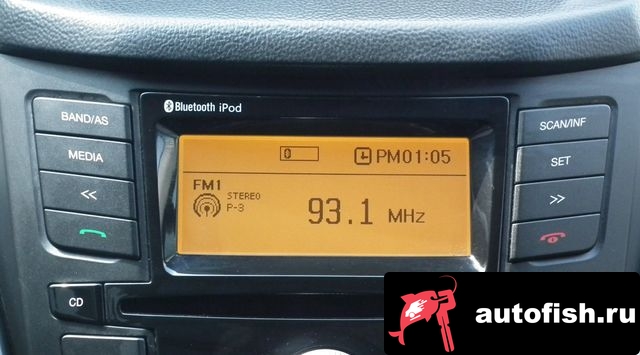 Bluetooth iPod
BAND/AS
MEDIA
<<
CD
PM01:05
FM1
STEREO
P-3
93.1 MHz
SCAN/INF
SET
>>
autofish.ru